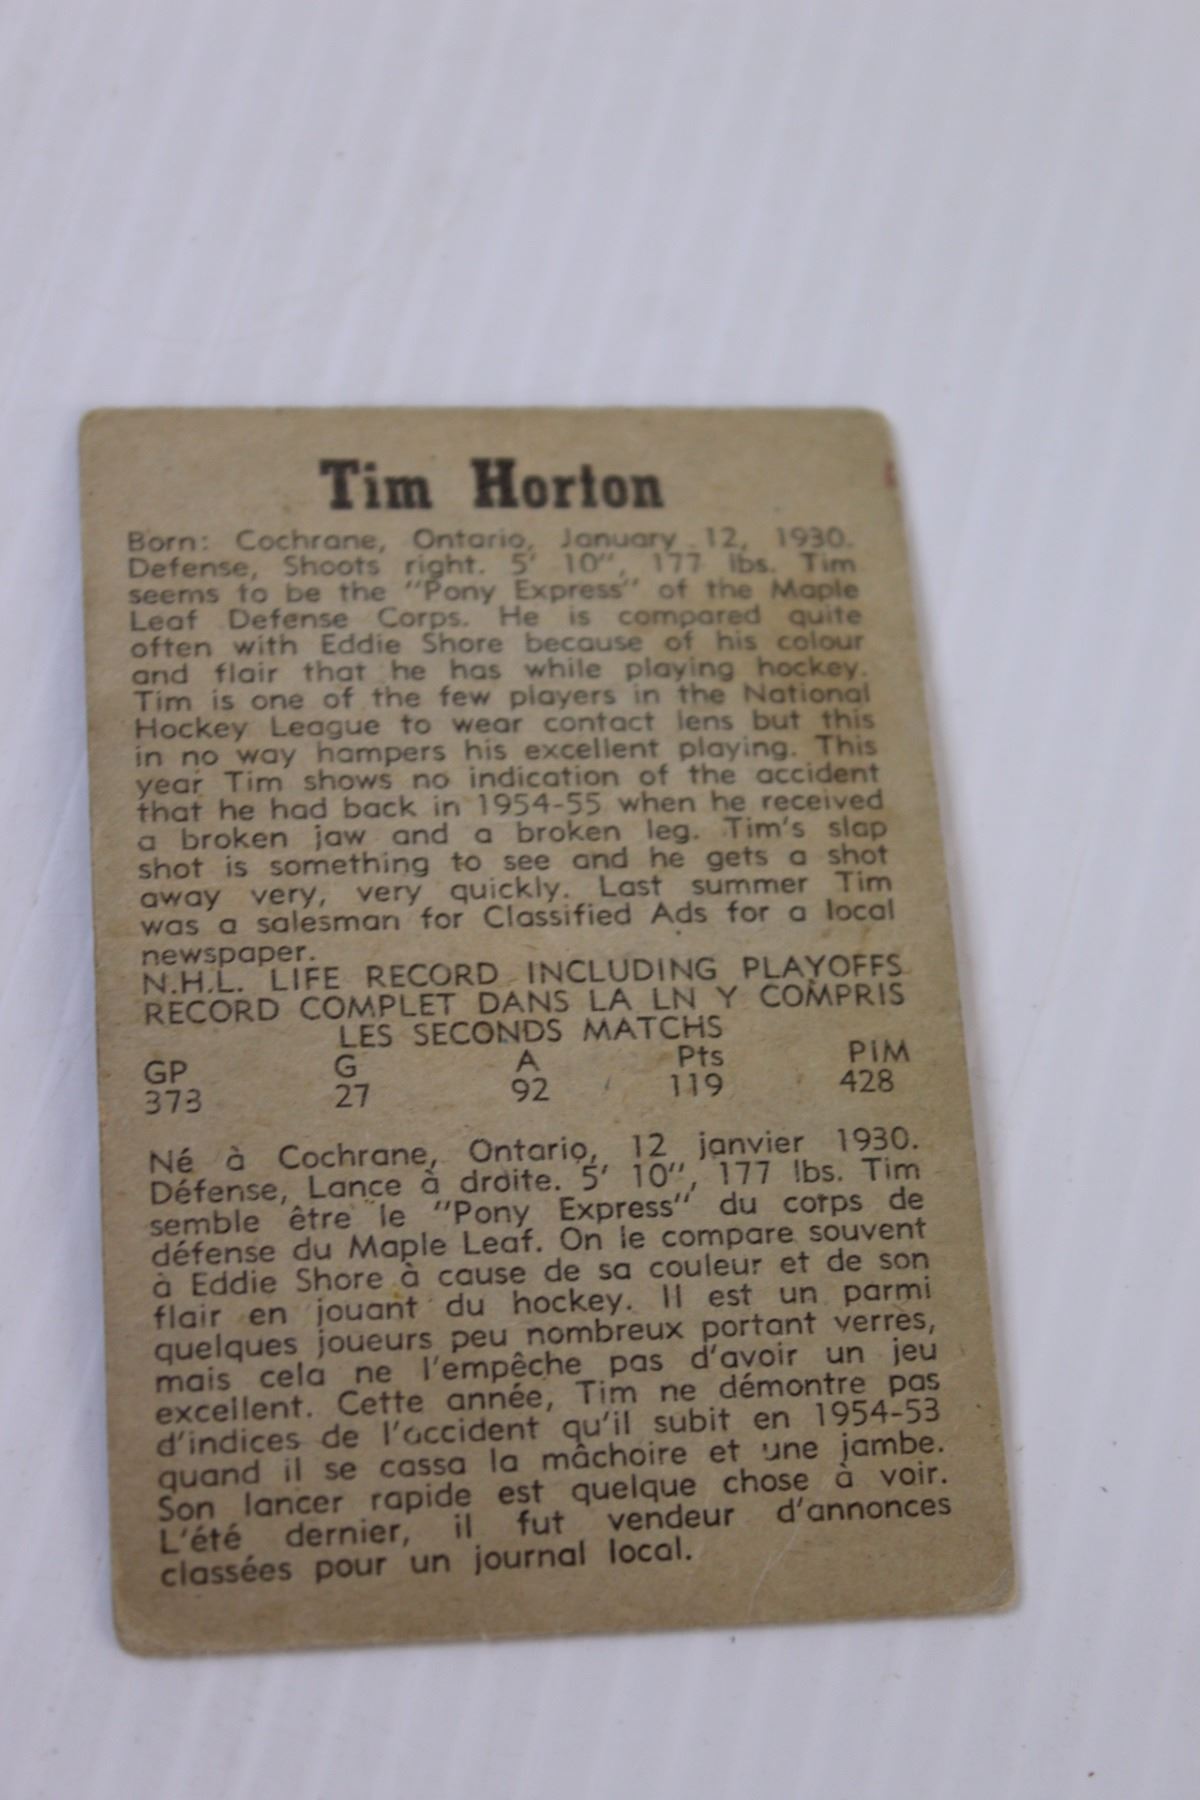 Tim Horton
Born: Cochrane, Ontario, January 12, 1930.
Defense, Shoots right. 5' 10", 177 lbs. Tim
seems to be the "Pony Express" of the Maple
Leaf Defense Corps. He is compared quite
often with Eddie Shore because of his colour
and flair that he has while playing hockey.
Tim is one of the few players in the National
Hockey League to wear contact lens but this
in no way hampers his excellent playing. This
year Tim shows no indication of the accident
that he had back in 1954-55 when he received
a broken jaw and a broken leg. Tim's slap
shot is something to see and he gets a shot
away very, very quickly. Last summer Tim
was a salesman for Classified Ads for a local
newspaper.
N.H.L. LIFE RECORD INCLUDING PLAYOFFS
RECORD COMPLET DANS LA LN Y COMPRIS
LES SECONDS MATCHS
GP G A Pts PIM
373 27 92 119 428
Né à Cochrane, Ontario, 12 janvier 1930.
Défense, Lance à droite. 5' 10", 177 lbs. Tim
semble être le "Pony Express" du corps de
défense du Maple Leaf. On le compare souvent
à Eddie Shore à cause de sa couleur et de son
flair en jouant du hockey. Il est un parmi
quelques joueurs peu nombreux portant verres,
mais cela ne l'empêche pas d'avoir un jeu
excellent. Cette année, Tim ne démontre pas
d'indices de l'accident qu'il subit en 1954-53
quand il se cassa la mâchoire et une jambe.
Son lancer rapide est quelque chose à voir.
L'été dernier, il fut vendeur d'annonces
classées pour un journal local.